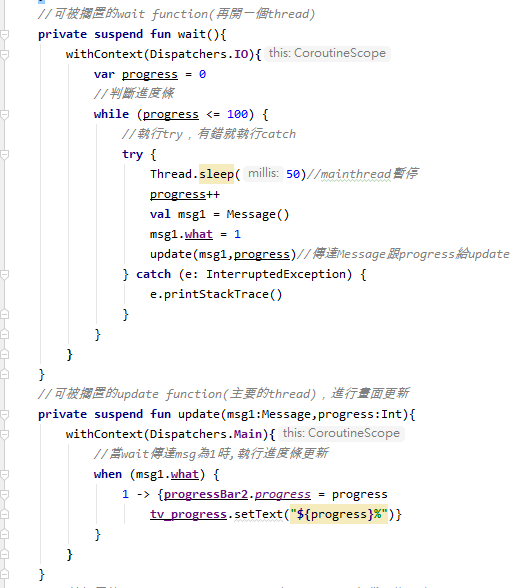 //可被擱置的wait function(再開一個thread)
private suspend fun wait(){
withContext(Dispatchers.IO){ this: CoroutineScope
var progress = 0
//判斷進度條
while (progress <= 100) {
//執行try，有錯就執行catch
try {
Thread.sleep( millis: 50)//mainthread暫停
progress++
val msg1 = Message()
msg1.what = 1
update(msg1,progress)//傳達Message跟progress給update
} catch (e: InterruptedException) {
e.printStackTrace()
}
}
}
}
//可被擱置的update function(主要的thread)，進行畫面更新
private suspend fun update(msg1:Message,progress:Int){
withContext(Dispatchers.Main){ this: CoroutineScope
//當wait傳達msg為1時,執行進度條更新
when (msg1.what) {
1 -> {progressBar2.progress = progress
tv_progress.setText("${progress}%")}
}
}
}